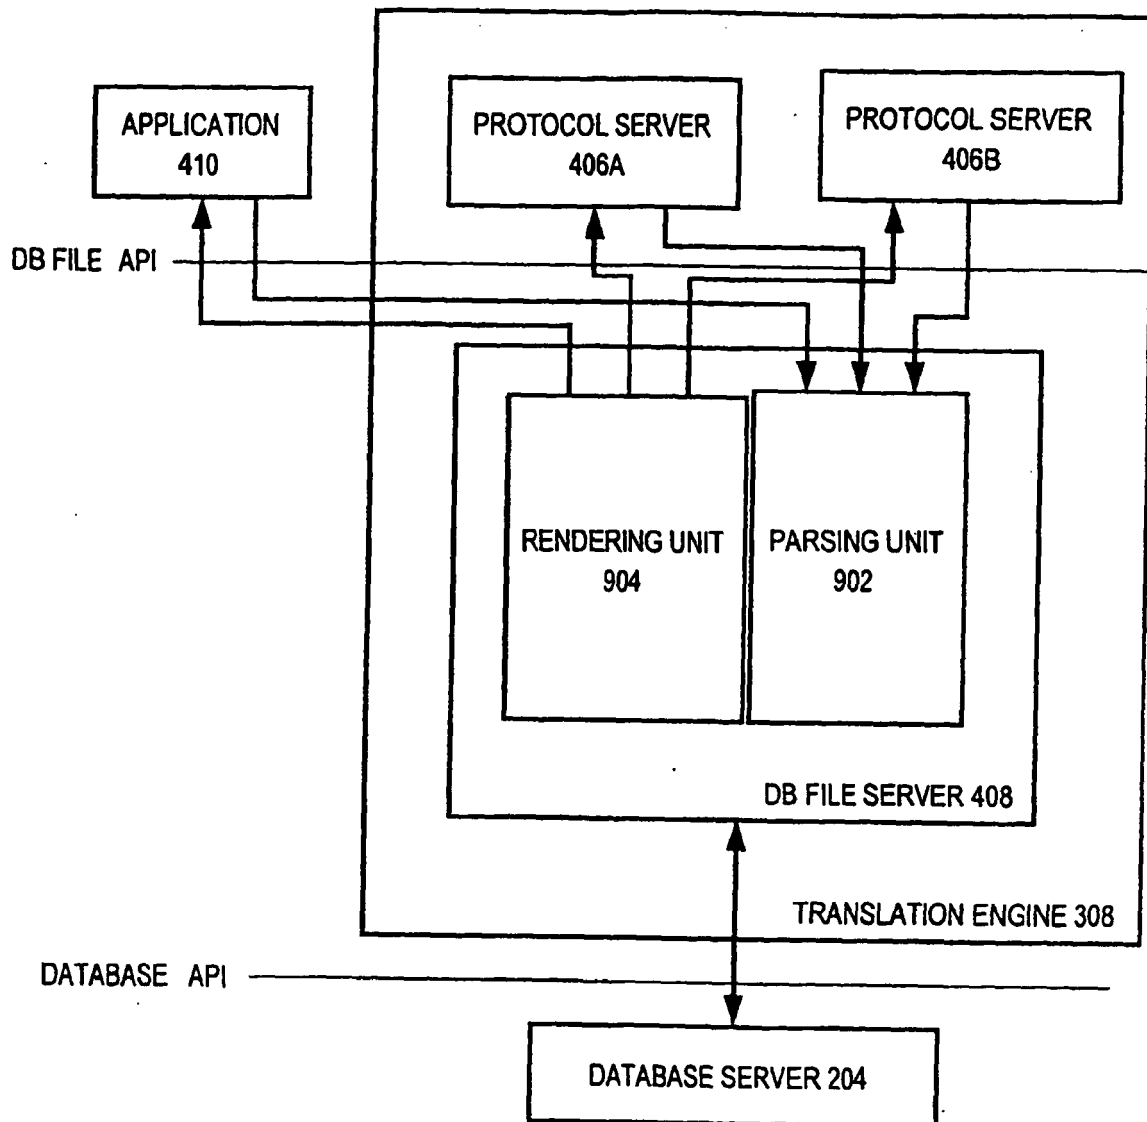 APPLICATION
410
PROTOCOL SERVER
406A
PROTOCOL SERVER
406B
DB FILE API
RENDERING UNIT
904
PARSING UNIT
902
DB FILE SERVER 408
TRANSLATION ENGINE 308
DATABASE API
DATABASE SERVER 204